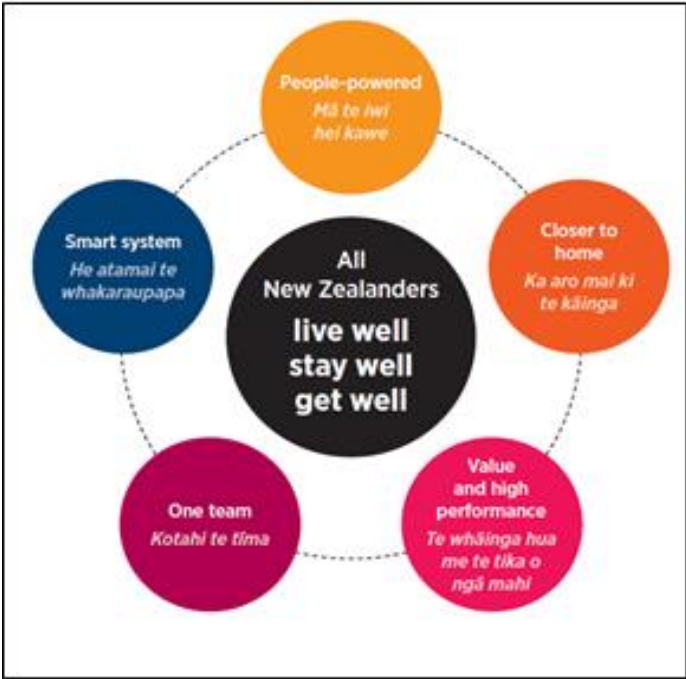 People-powered
Mā te iwi
hei kawe
Smart system
He atamai te
whakaraupapa
Closer to
home
Ka aro mai ki
te kāinga
All
New Zealanders
live well
stay well
get well
One team
Kotahi te tīma
Value
and high
performance
Te whāinga hua
me te tika o
ngā mahi